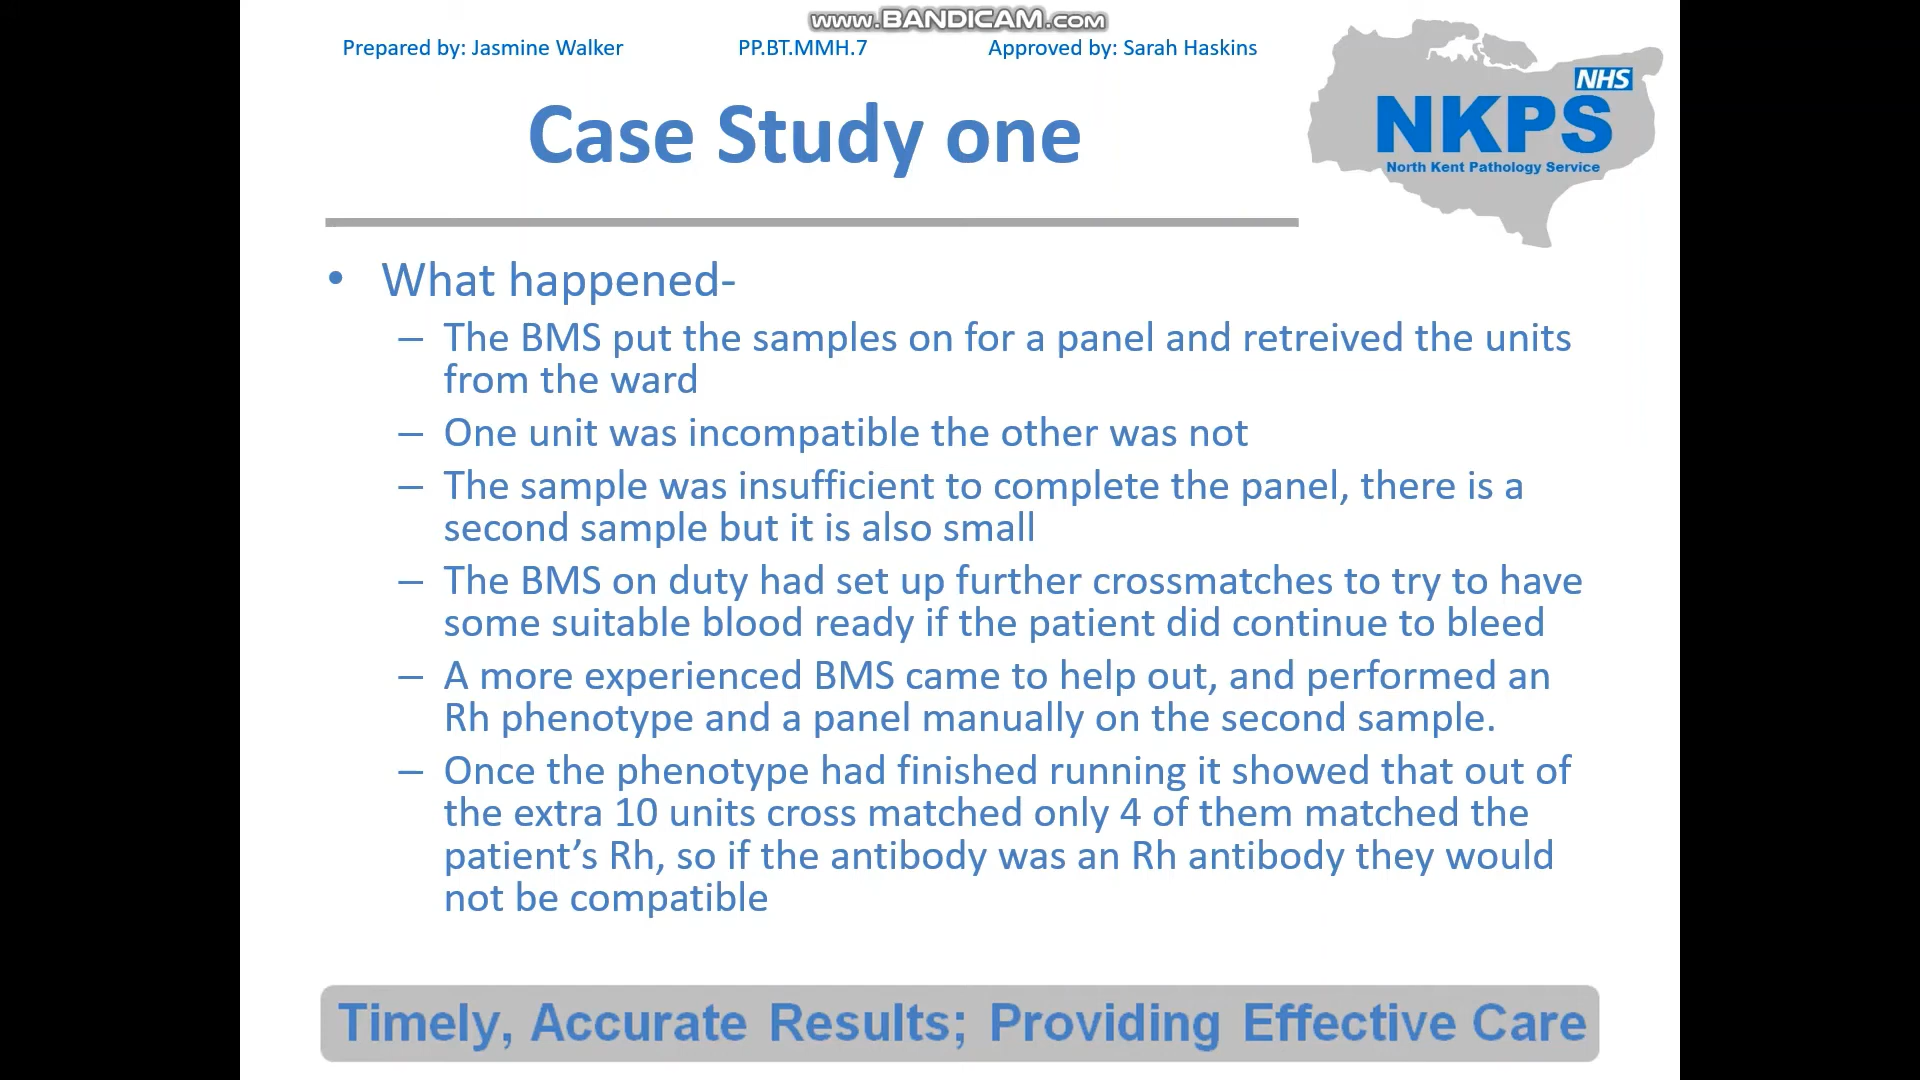 www.BANDICAM.com
Prepared by: Jasmine Walker PP.BT.MMH.7 Approved by: Sarah Haskins
NHS
NKPS
North Kent Pathology Service
Case Study one
• What happened-
– The BMS put the samples on for a panel and retreived the units
from the ward
– One unit was incompatible the other was not
– The sample was insufficient to complete the panel, there is a
second sample but it is also small
– The BMS on duty had set up further crossmatches to try to have
some suitable blood ready if the patient did continue to bleed
– A more experienced BMS came to help out, and performed an
Rh phenotype and a panel manually on the second sample.
– Once the phenotype had finished running it showed that out of
the extra 10 units cross matched only 4 of them matched the
patient’s Rh, so if the antibody was an Rh antibody they would
not be compatible
Timely, Accurate Results; Providing Effective Care